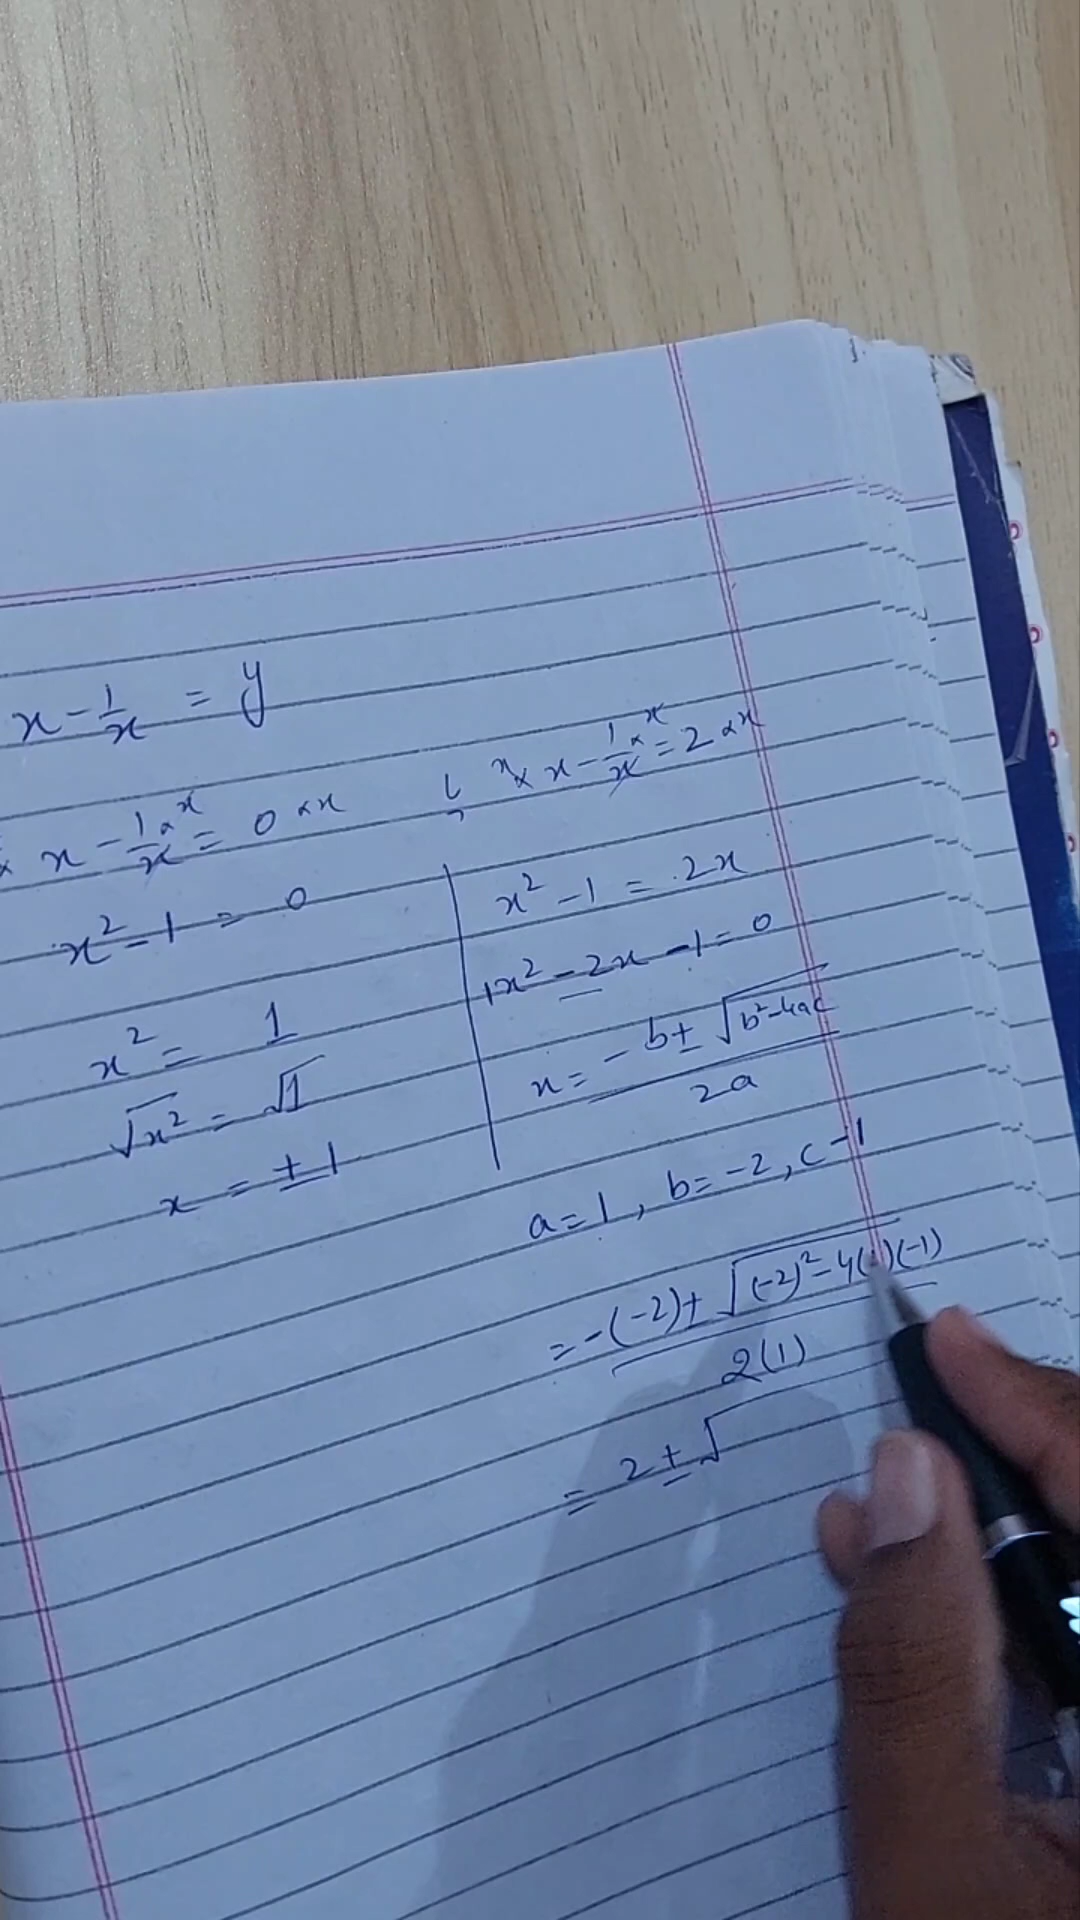 x - 1/x = y
x - 1/x × x = 0 × x
x² - 1 = 0
x² = 1
√x² = √1
x = ± 1
x × x - 1/x × x = 2 × x
x² - 1 = 2x
1x² - 2x - 1 = 0
x = - b ± √b² - 4ac / 2a
a = 1, b = -2, c -1
= -(-2) + √(-2)² - 4( )(-1) / 2(1)
= 2 ± √